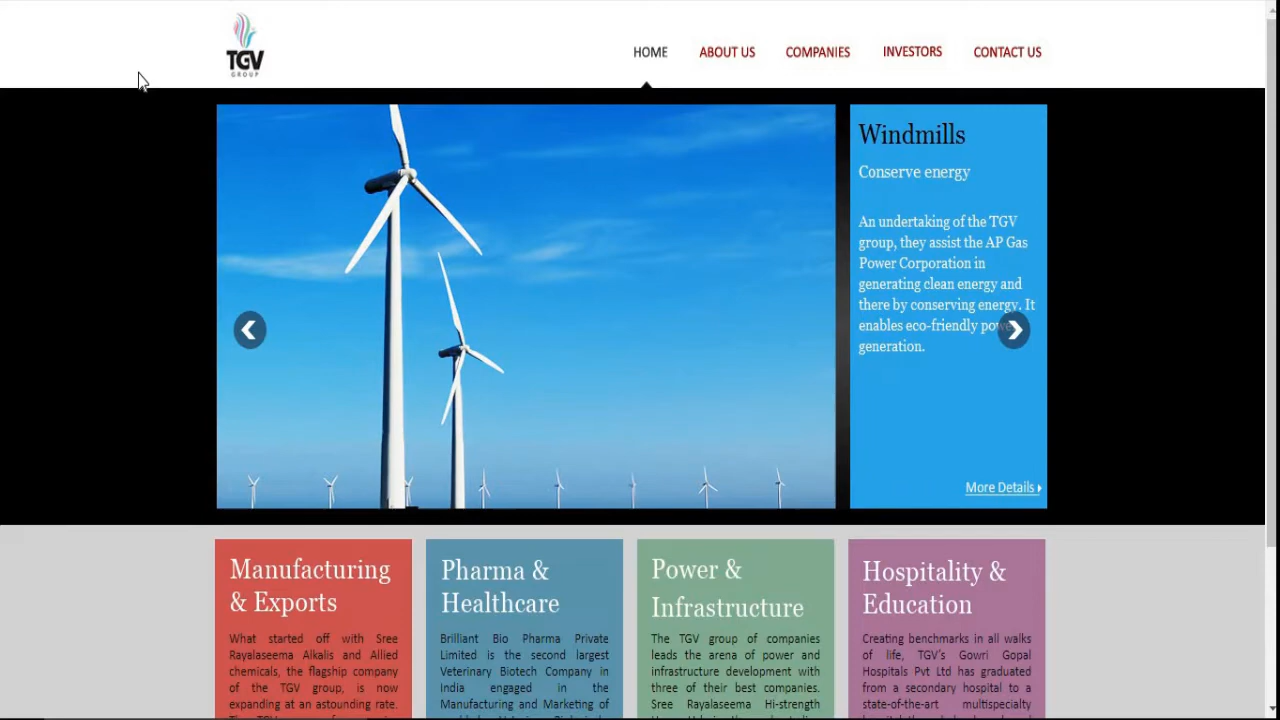 TGV
GROUP
HOME
ABOUT US
COMPANIES
INVESTORS
CONTACT US
Windmills
Conserve energy
An undertaking of the TGV
group, they assist the AP Gas
Power Corporation in
generating clean energy and
there by conserving energy. It
enables eco-friendly power
generation.
More Details
Manufacturing
& Exports
What started off with Sree
Rayalaseema Alkalis and Allied
chemicals, the flagship company
of the TGV group, is now
expanding at an astounding rate.
Pharma &
Healthcare
Brilliant Bio Pharma Private
Limited is the second largest
Veterinary Biotech Company in
India engaged in the
Manufacturing and Marketing of
Power &
Infrastructure
The TGV group of companies
leads the arena of power and
infrastructure development with
three of their best companies.
Sree Rayalaseema Hi-strength
Hospitality &
Education
Creating benchmarks in all walks
of life, TGV's Gowri Gopal
Hospitals Pvt Ltd has graduated
from a secondary hospital to a
state-of-the-art multispecialty